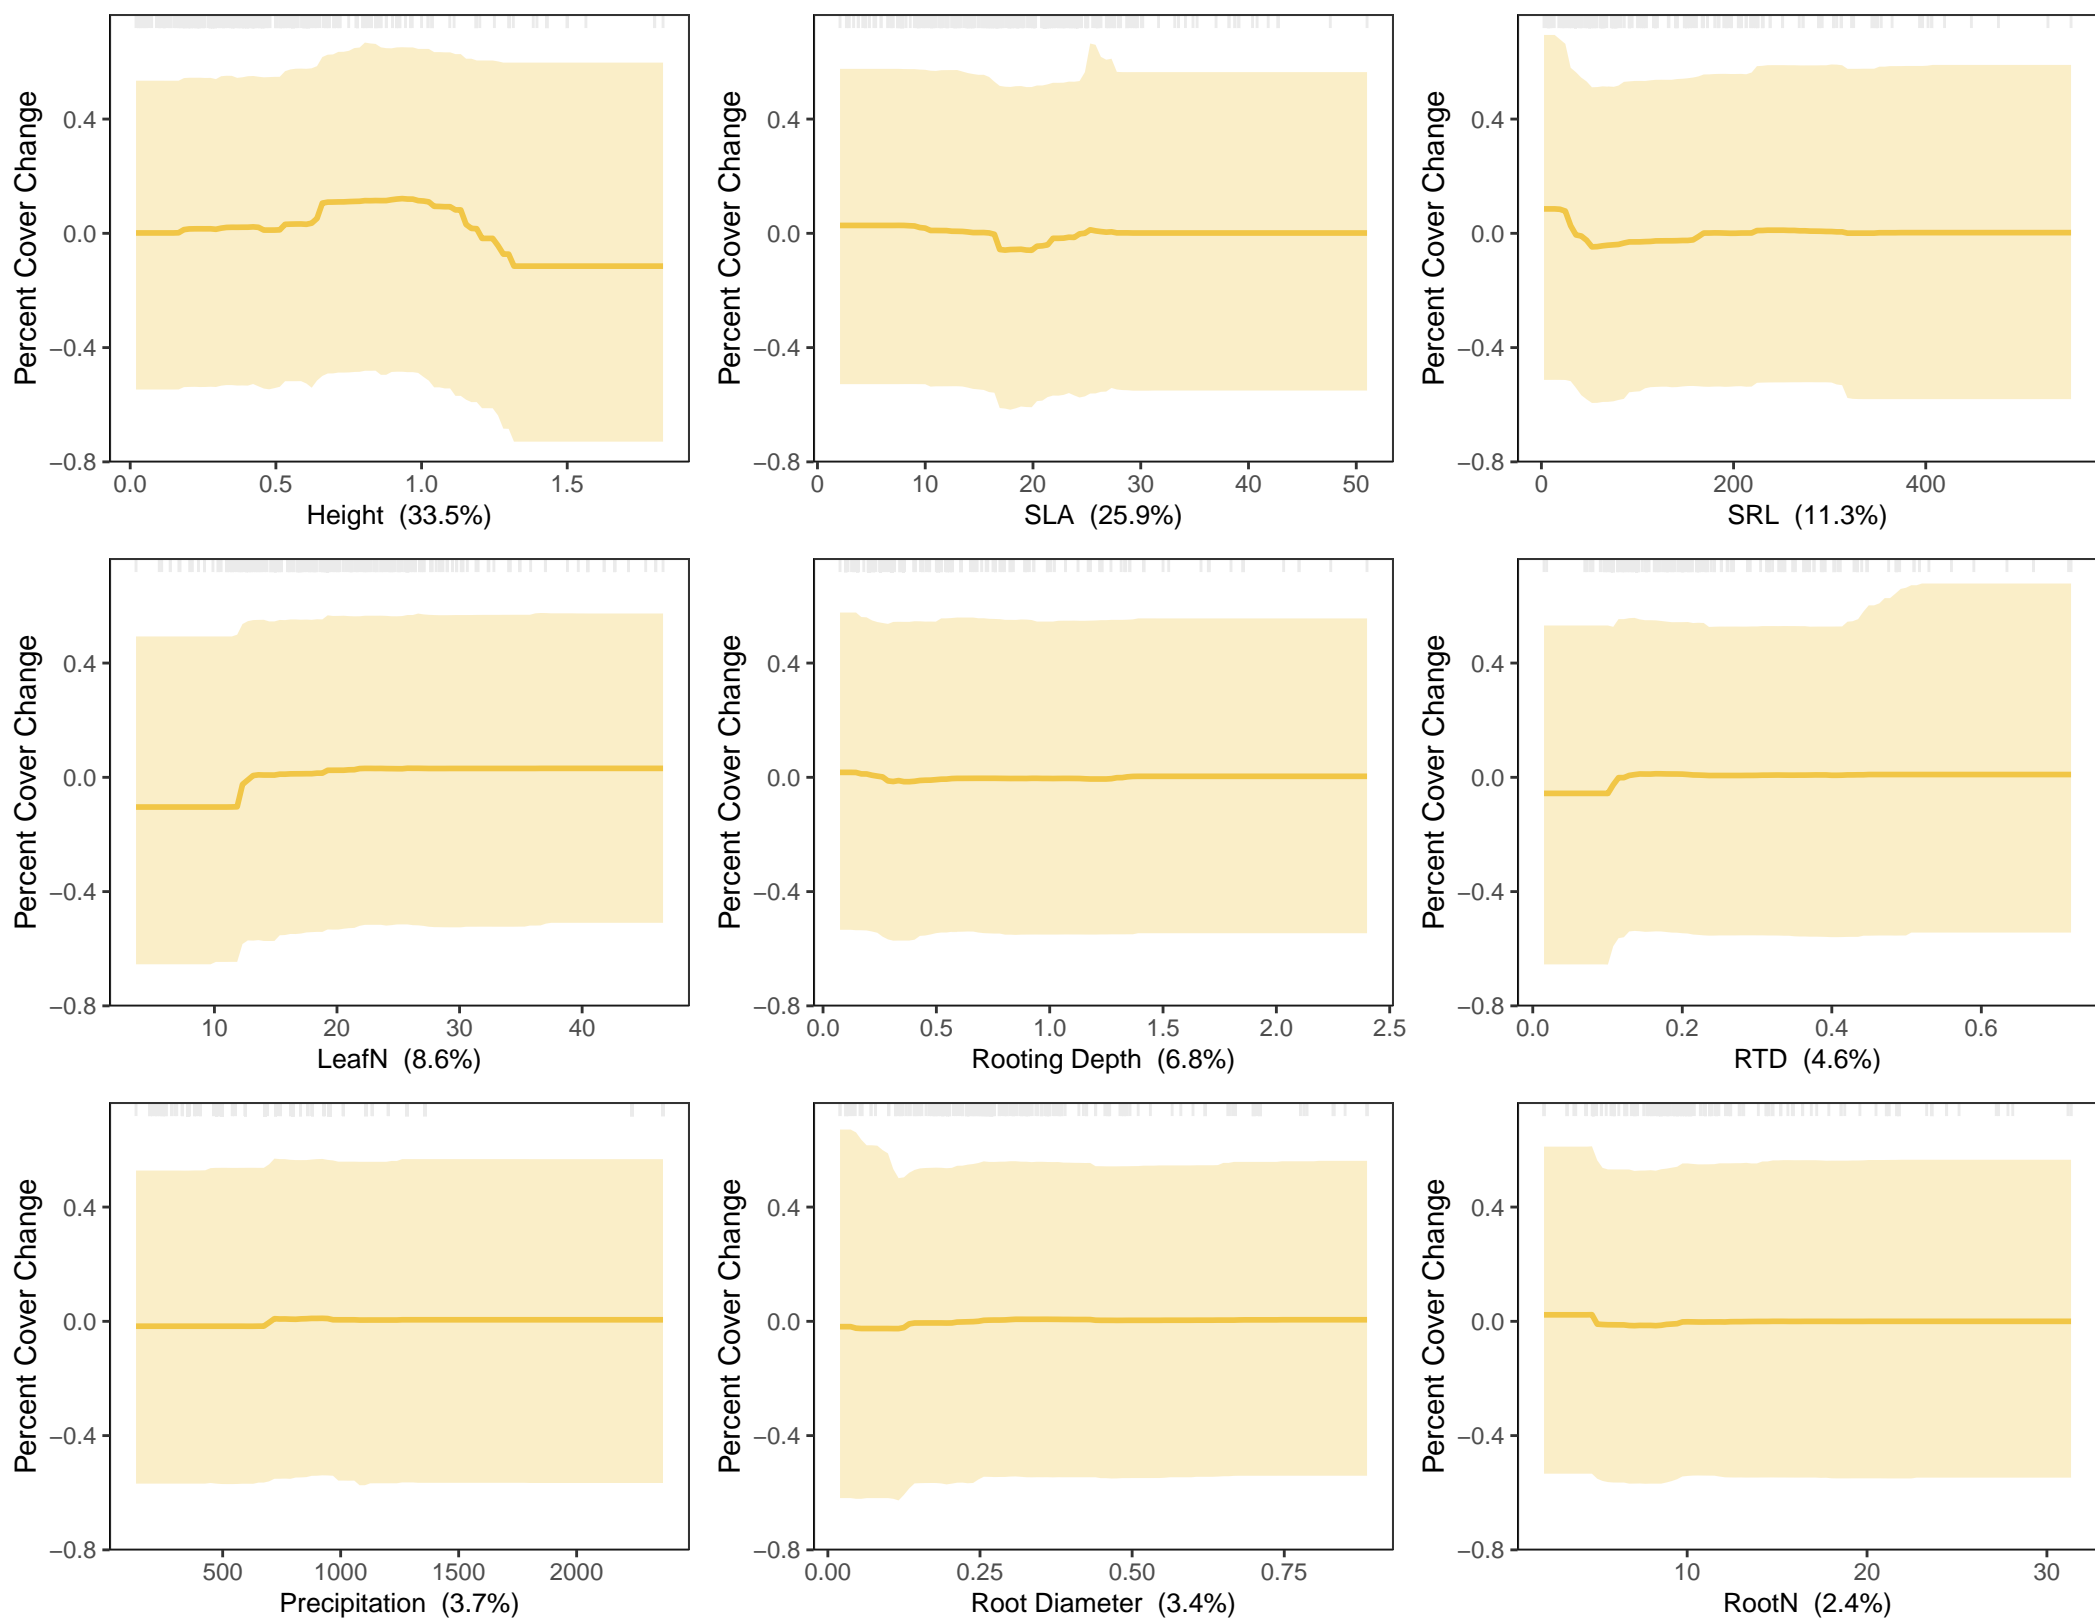 Percent Cover Change
0.4
0.0
−0.4
−0.8
0.0 0.5 1.0 1.5
Height (33.5%)
Percent Cover Change
0.4
0.0
−0.4
−0.8
0 10 20 30 40 50
SLA (25.9%)
Percent Cover Change
0.4
0.0
−0.4
−0.8
0 200 400
SRL (11.3%)
Percent Cover Change
0.4
0.0
−0.4
−0.8
10 20 30 40
LeafN (8.6%)
Percent Cover Change
0.4
0.0
−0.4
−0.8
0.0 0.5 1.0 1.5 2.0 2.5
Rooting Depth (6.8%)
Percent Cover Change
0.4
0.0
−0.4
−0.8
0.0 0.2 0.4 0.6
RTD (4.6%)
Percent Cover Change
0.4
0.0
−0.4
−0.8
500 1000 1500 2000
Precipitation (3.7%)
Percent Cover Change
0.4
0.0
−0.4
−0.8
0.00 0.25 0.50 0.75
Root Diameter (3.4%)
Percent Cover Change
0.4
0.0
−0.4
−0.8
10 20 30
RootN (2.4%)